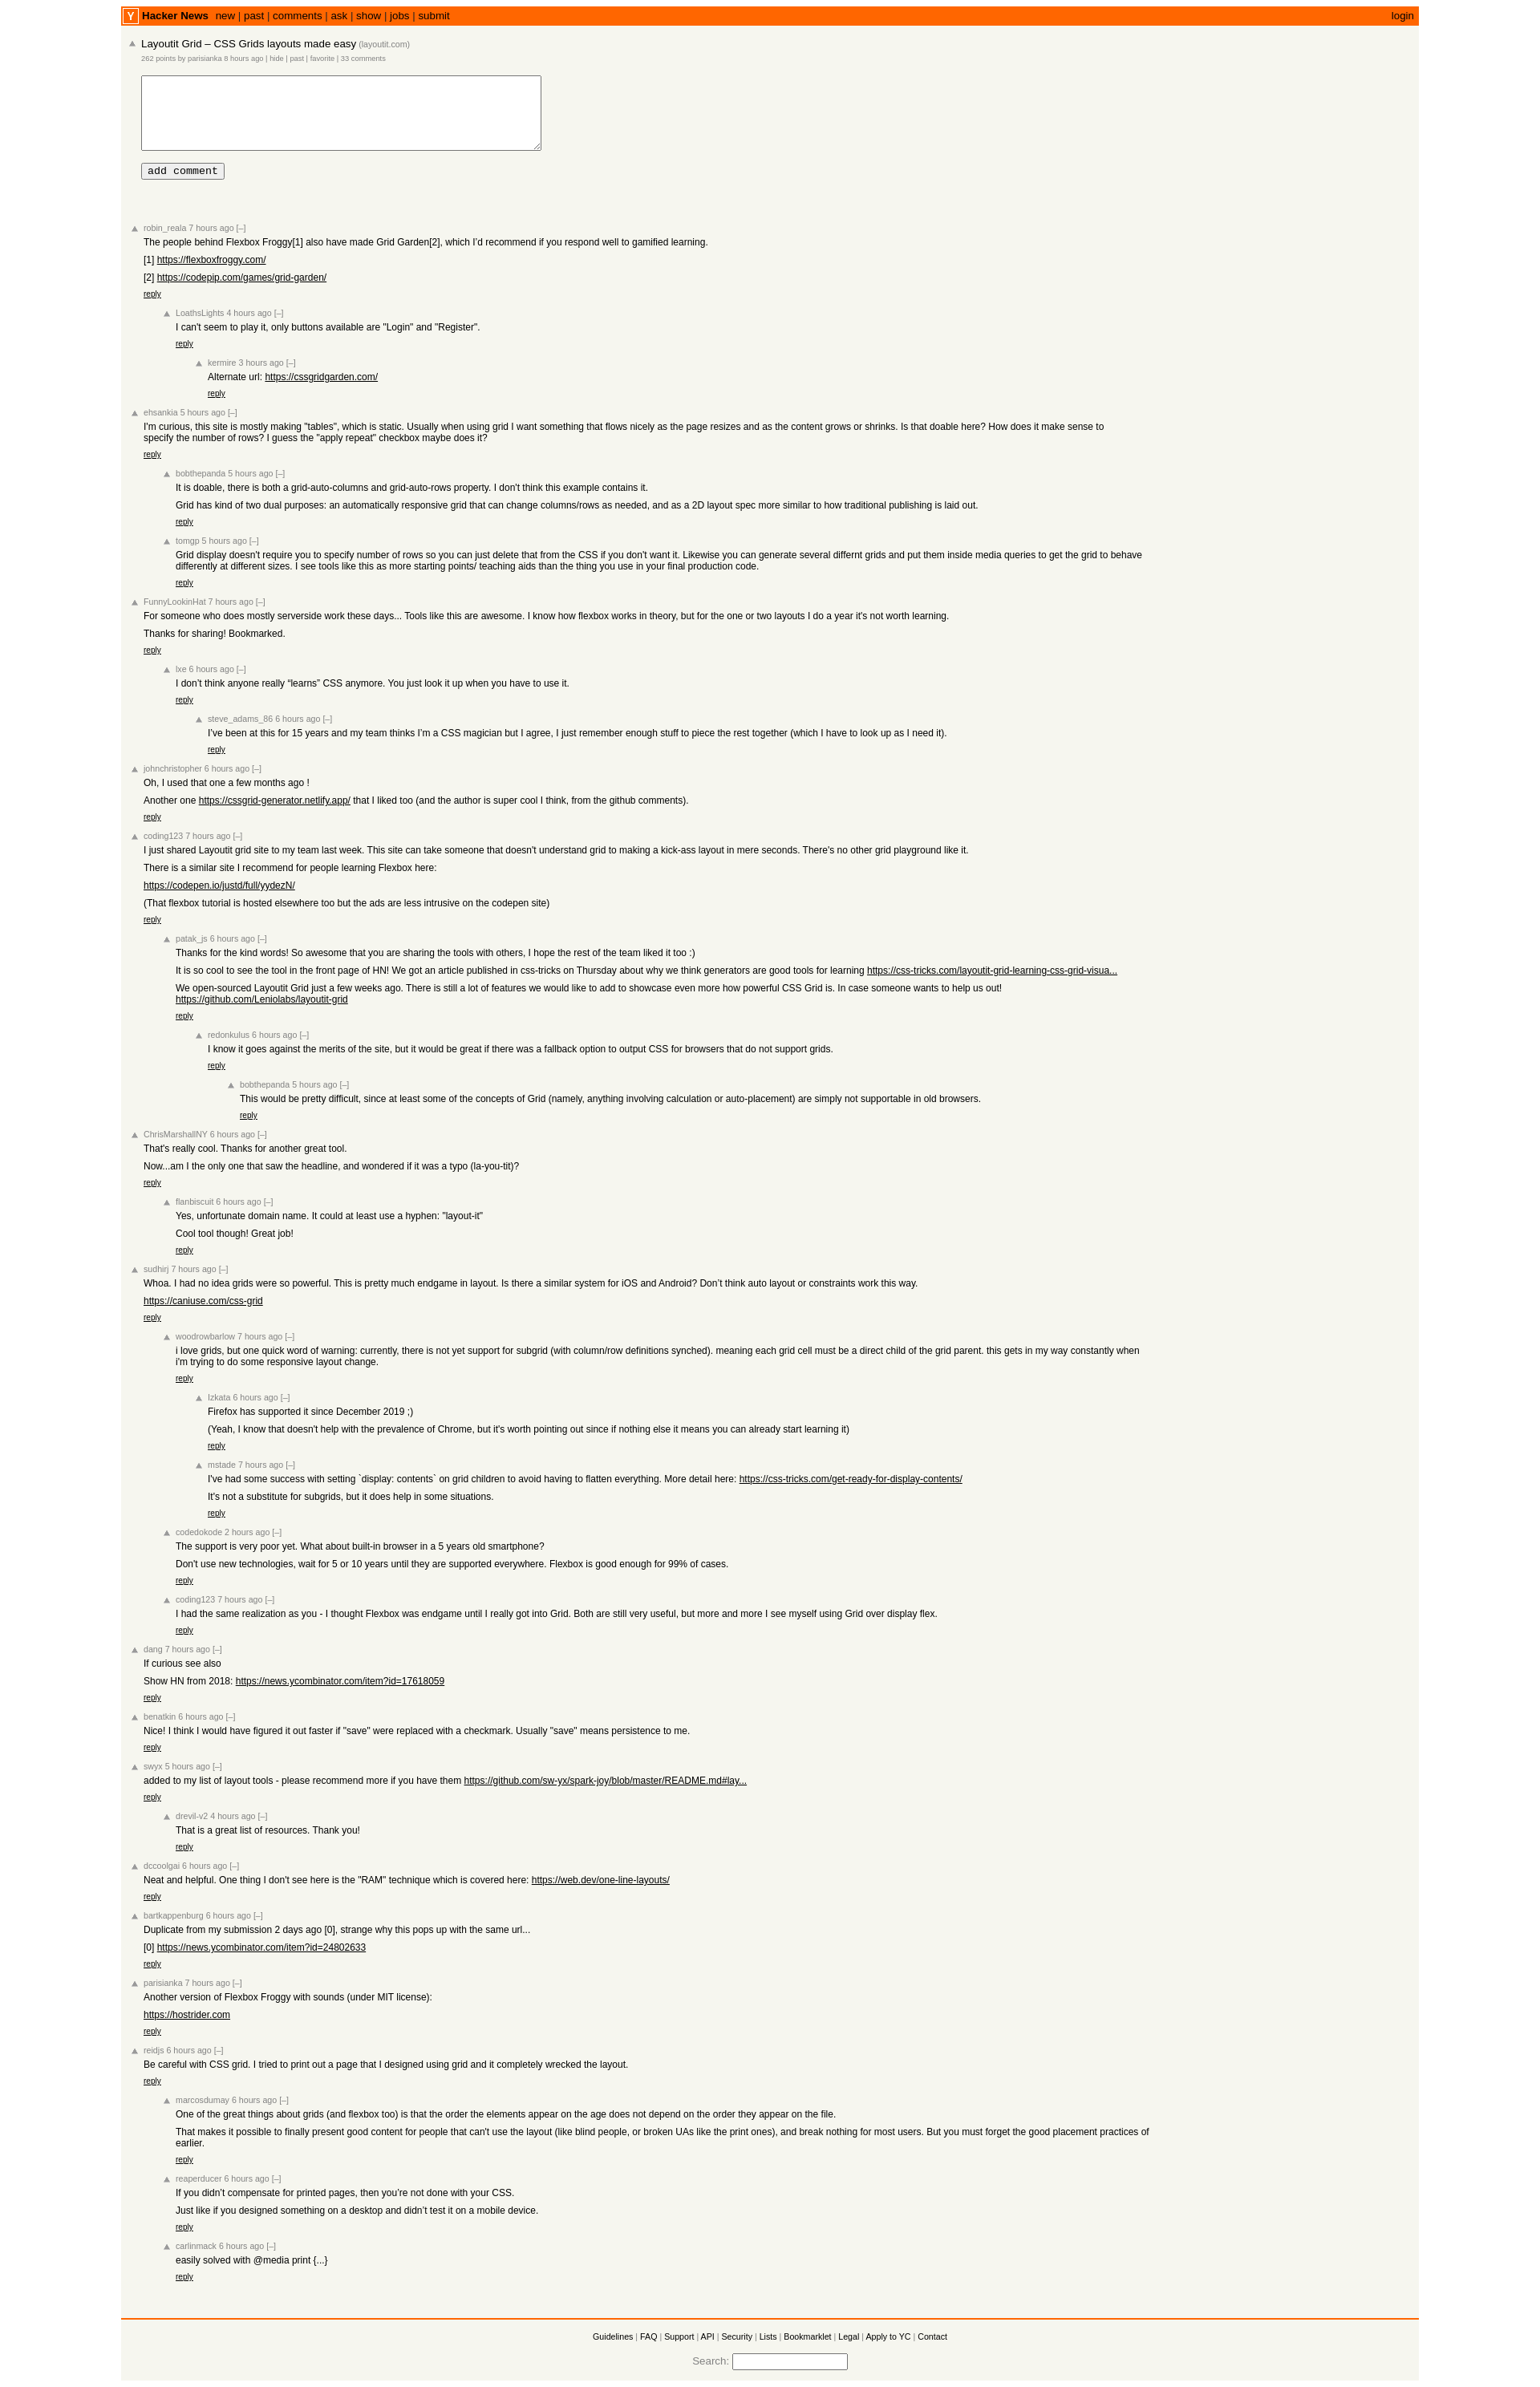 Y Hacker News new | past | comments | ask | show | jobs | submit login
Layoutit Grid – CSS Grids layouts made easy (layoutit.com)
262 points by parisianka 8 hours ago | hide | past | favorite | 33 comments
add comment
robin_reala 7 hours ago [–]
The people behind Flexbox Froggy[1] also have made Grid Garden[2], which I’d recommend if you respond well to gamified learning.
[1] https://flexboxfroggy.com/
[2] https://codepip.com/games/grid-garden/
reply
LoathsLights 4 hours ago [–]
I can't seem to play it, only buttons available are "Login" and "Register".
reply
kermire 3 hours ago [–]
Alternate url: https://cssgridgarden.com/
reply
ehsankia 5 hours ago [–]
I'm curious, this site is mostly making "tables", which is static. Usually when using grid I want something that flows nicely as the page resizes and as the content grows or shrinks. Is that doable here? How does it make sense to
specify the number of rows? I guess the "apply repeat" checkbox maybe does it?
reply
bobthepanda 5 hours ago [–]
It is doable, there is both a grid-auto-columns and grid-auto-rows property. I don't think this example contains it.
Grid has kind of two dual purposes: an automatically responsive grid that can change columns/rows as needed, and as a 2D layout spec more similar to how traditional publishing is laid out.
reply
tomgp 5 hours ago [–]
Grid display doesn't require you to specify number of rows so you can just delete that from the CSS if you don't want it. Likewise you can generate several differnt grids and put them inside media queries to get the grid to behave
differently at different sizes. I see tools like this as more starting points/ teaching aids than the thing you use in your final production code.
reply
FunnyLookinHat 7 hours ago [–]
For someone who does mostly serverside work these days... Tools like this are awesome. I know how flexbox works in theory, but for the one or two layouts I do a year it's not worth learning.
Thanks for sharing! Bookmarked.
reply
lxe 6 hours ago [–]
I don’t think anyone really “learns” CSS anymore. You just look it up when you have to use it.
reply
steve_adams_86 6 hours ago [–]
I’ve been at this for 15 years and my team thinks I’m a CSS magician but I agree, I just remember enough stuff to piece the rest together (which I have to look up as I need it).
reply
johnchristopher 6 hours ago [–]
Oh, I used that one a few months ago !
Another one https://cssgrid-generator.netlify.app/ that I liked too (and the author is super cool I think, from the github comments).
reply
coding123 7 hours ago [–]
I just shared Layoutit grid site to my team last week. This site can take someone that doesn't understand grid to making a kick-ass layout in mere seconds. There's no other grid playground like it.
There is a similar site I recommend for people learning Flexbox here:
https://codepen.io/justd/full/yydezN/
(That flexbox tutorial is hosted elsewhere too but the ads are less intrusive on the codepen site)
reply
patak_js 6 hours ago [–]
Thanks for the kind words! So awesome that you are sharing the tools with others, I hope the rest of the team liked it too :)
It is so cool to see the tool in the front page of HN! We got an article published in css-tricks on Thursday about why we think generators are good tools for learning https://css-tricks.com/layoutit-grid-learning-css-grid-visua...
We open-sourced Layoutit Grid just a few weeks ago. There is still a lot of features we would like to add to showcase even more how powerful CSS Grid is. In case someone wants to help us out!
https://github.com/Leniolabs/layoutit-grid
reply
redonkulus 6 hours ago [–]
I know it goes against the merits of the site, but it would be great if there was a fallback option to output CSS for browsers that do not support grids.
reply
bobthepanda 5 hours ago [–]
This would be pretty difficult, since at least some of the concepts of Grid (namely, anything involving calculation or auto-placement) are simply not supportable in old browsers.
reply
ChrisMarshallNY 6 hours ago [–]
That's really cool. Thanks for another great tool.
Now...am I the only one that saw the headline, and wondered if it was a typo (la-you-tit)?
reply
flanbiscuit 6 hours ago [–]
Yes, unfortunate domain name. It could at least use a hyphen: "layout-it"
Cool tool though! Great job!
reply
sudhirj 7 hours ago [–]
Whoa. I had no idea grids were so powerful. This is pretty much endgame in layout. Is there a similar system for iOS and Android? Don’t think auto layout or constraints work this way.
https://caniuse.com/css-grid
reply
woodrowbarlow 7 hours ago [–]
i love grids, but one quick word of warning: currently, there is not yet support for subgrid (with column/row definitions synched). meaning each grid cell must be a direct child of the grid parent. this gets in my way constantly when
i'm trying to do some responsive layout change.
reply
Izkata 6 hours ago [–]
Firefox has supported it since December 2019 ;)
(Yeah, I know that doesn't help with the prevalence of Chrome, but it's worth pointing out since if nothing else it means you can already start learning it)
reply
mstade 7 hours ago [–]
I've had some success with setting `display: contents` on grid children to avoid having to flatten everything. More detail here: https://css-tricks.com/get-ready-for-display-contents/
It's not a substitute for subgrids, but it does help in some situations.
reply
codedokode 2 hours ago [–]
The support is very poor yet. What about built-in browser in a 5 years old smartphone?
Don't use new technologies, wait for 5 or 10 years until they are supported everywhere. Flexbox is good enough for 99% of cases.
reply
coding123 7 hours ago [–]
I had the same realization as you - I thought Flexbox was endgame until I really got into Grid. Both are still very useful, but more and more I see myself using Grid over display flex.
reply
dang 7 hours ago [–]
If curious see also
Show HN from 2018: https://news.ycombinator.com/item?id=17618059
reply
benatkin 6 hours ago [–]
Nice! I think I would have figured it out faster if "save" were replaced with a checkmark. Usually "save" means persistence to me.
reply
swyx 5 hours ago [–]
added to my list of layout tools - please recommend more if you have them https://github.com/sw-yx/spark-joy/blob/master/README.md#lay...
reply
drevil-v2 4 hours ago [–]
That is a great list of resources. Thank you!
reply
dccoolgai 6 hours ago [–]
Neat and helpful. One thing I don't see here is the "RAM" technique which is covered here: https://web.dev/one-line-layouts/
reply
bartkappenburg 6 hours ago [–]
Duplicate from my submission 2 days ago [0], strange why this pops up with the same url...
[0] https://news.ycombinator.com/item?id=24802633
reply
parisianka 7 hours ago [–]
Another version of Flexbox Froggy with sounds (under MIT license):
https://hostrider.com
reply
reidjs 6 hours ago [–]
Be careful with CSS grid. I tried to print out a page that I designed using grid and it completely wrecked the layout.
reply
marcosdumay 6 hours ago [–]
One of the great things about grids (and flexbox too) is that the order the elements appear on the age does not depend on the order they appear on the file.
That makes it possible to finally present good content for people that can't use the layout (like blind people, or broken UAs like the print ones), and break nothing for most users. But you must forget the good placement practices of
earlier.
reply
reaperducer 6 hours ago [–]
If you didn’t compensate for printed pages, then you’re not done with your CSS.
Just like if you designed something on a desktop and didn’t test it on a mobile device.
reply
carlinmack 6 hours ago [–]
easily solved with @media print {...}
reply
Guidelines | FAQ | Support | API | Security | Lists | Bookmarklet | Legal | Apply to YC | Contact
Search: